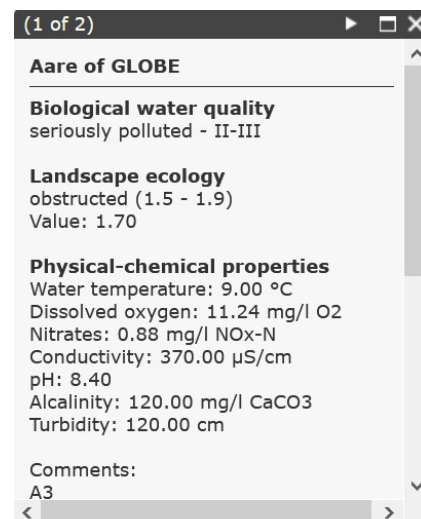 (1 of 2)
Aare of GLOBE
Biological water quality
seriously polluted - II-III
Landscape ecology
obstructed (1.5 - 1.9)
Value: 1.70
Physical-chemical properties
Water temperature: 9.00 °C
Dissolved oxygen: 11.24 mg/l O2
Nitrates: 0.88 mg/l NOx-N
Conductivity: 370.00 µS/cm
pH: 8.40
Alcalinity: 120.00 mg/l CaCO3
Turbidity: 120.00 cm
Comments:
A3